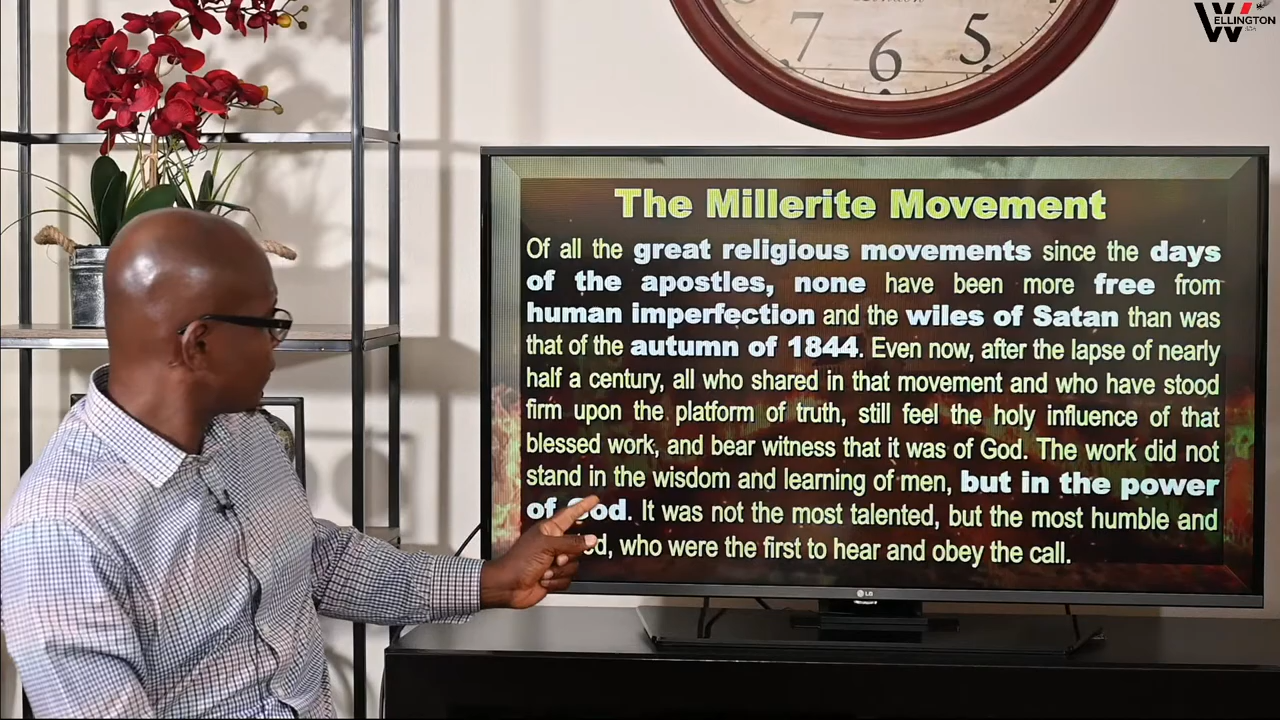 WELLINGTON
7 6 5
The Millerite Movement
Of all the great religious movements since the days
of the apostles, none have been more free from
human imperfection and the wiles of Satan than was
that of the autumn of 1844. Even now, after the lapse of nearly
half a century, all who shared in that movement and who have stood
firm upon the platform of truth, still feel the holy influence of that
blessed work, and bear witness that it was of God. The work did not
stand in the wisdom and learning of men, but in the power
of God. It was not the most talented, but the most humble and
who were the first to hear and obey the call.
LG